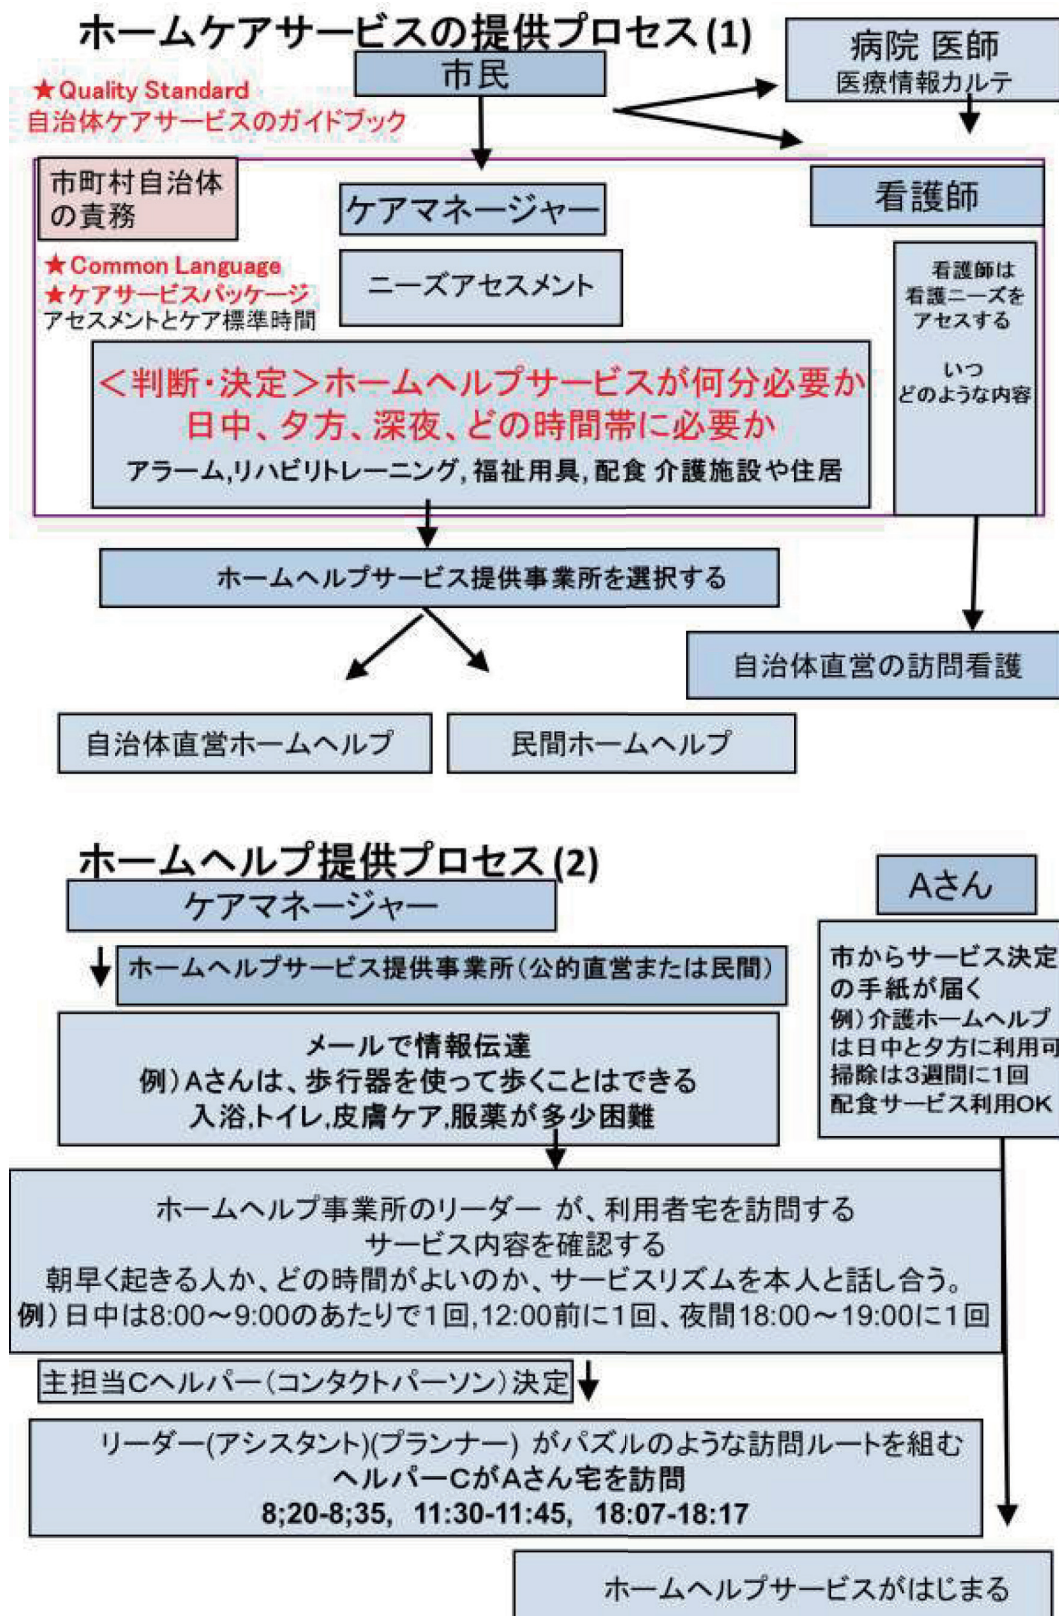 ホームケアサービスの提供プロセス(1)
市民
病院 医師
医療情報カルテ
★Quality Standard
自治体ケアサービスのガイドブック
市町村自治体
の責務
ケアマネージャー
看護師
★Common Language
★ケアサービスパッケージ
アセスメントとケア標準時間
ニーズアセスメント
看護師は
看護ニーズを
アセスする
いつ
どのような内容
＜判断・決定＞ホームヘルプサービスが何分必要か
日中、夕方、深夜、どの時間帯に必要か
アラーム,リハビリトレーニング,福祉用具,配食 介護施設や住居
ホームヘルプサービス提供事業所を選択する
自治体直営の訪問看護
自治体直営ホームヘルプ
民間ホームヘルプ
ホームヘルプ提供プロセス(2)
ケアマネージャー
Aさん
ホームヘルプサービス提供事業所(公的直営または民間)
市からサービス決定
の手紙が届く
例)介護ホームヘルプ
は日中と夕方に利用可
掃除は3週間に1回
配食サービス利用OK
メールで情報伝達
例)Aさんは、歩行器を使って歩くことはできる
入浴,トイレ,皮膚ケア,服薬が多少困難
ホームヘルプ事業所のリーダー が、利用者宅を訪問する
サービス内容を確認する
朝早く起きる人か、どの時間がよいのか、サービスリズムを本人と話し合う。
例)日中は8:00～9:00のあたりで1回,12:00前に1回、夜間18:00～19:00に1回
主担当Cヘルパー(コンタクトパーソン)決定
リーダー(アシスタント)(プランナー) がパズルのような訪問ルートを組む
ヘルパーCがAさん宅を訪問
8;20-8;35, 11:30-11:45, 18:07-18:17
ホームヘルプサービスがはじまる